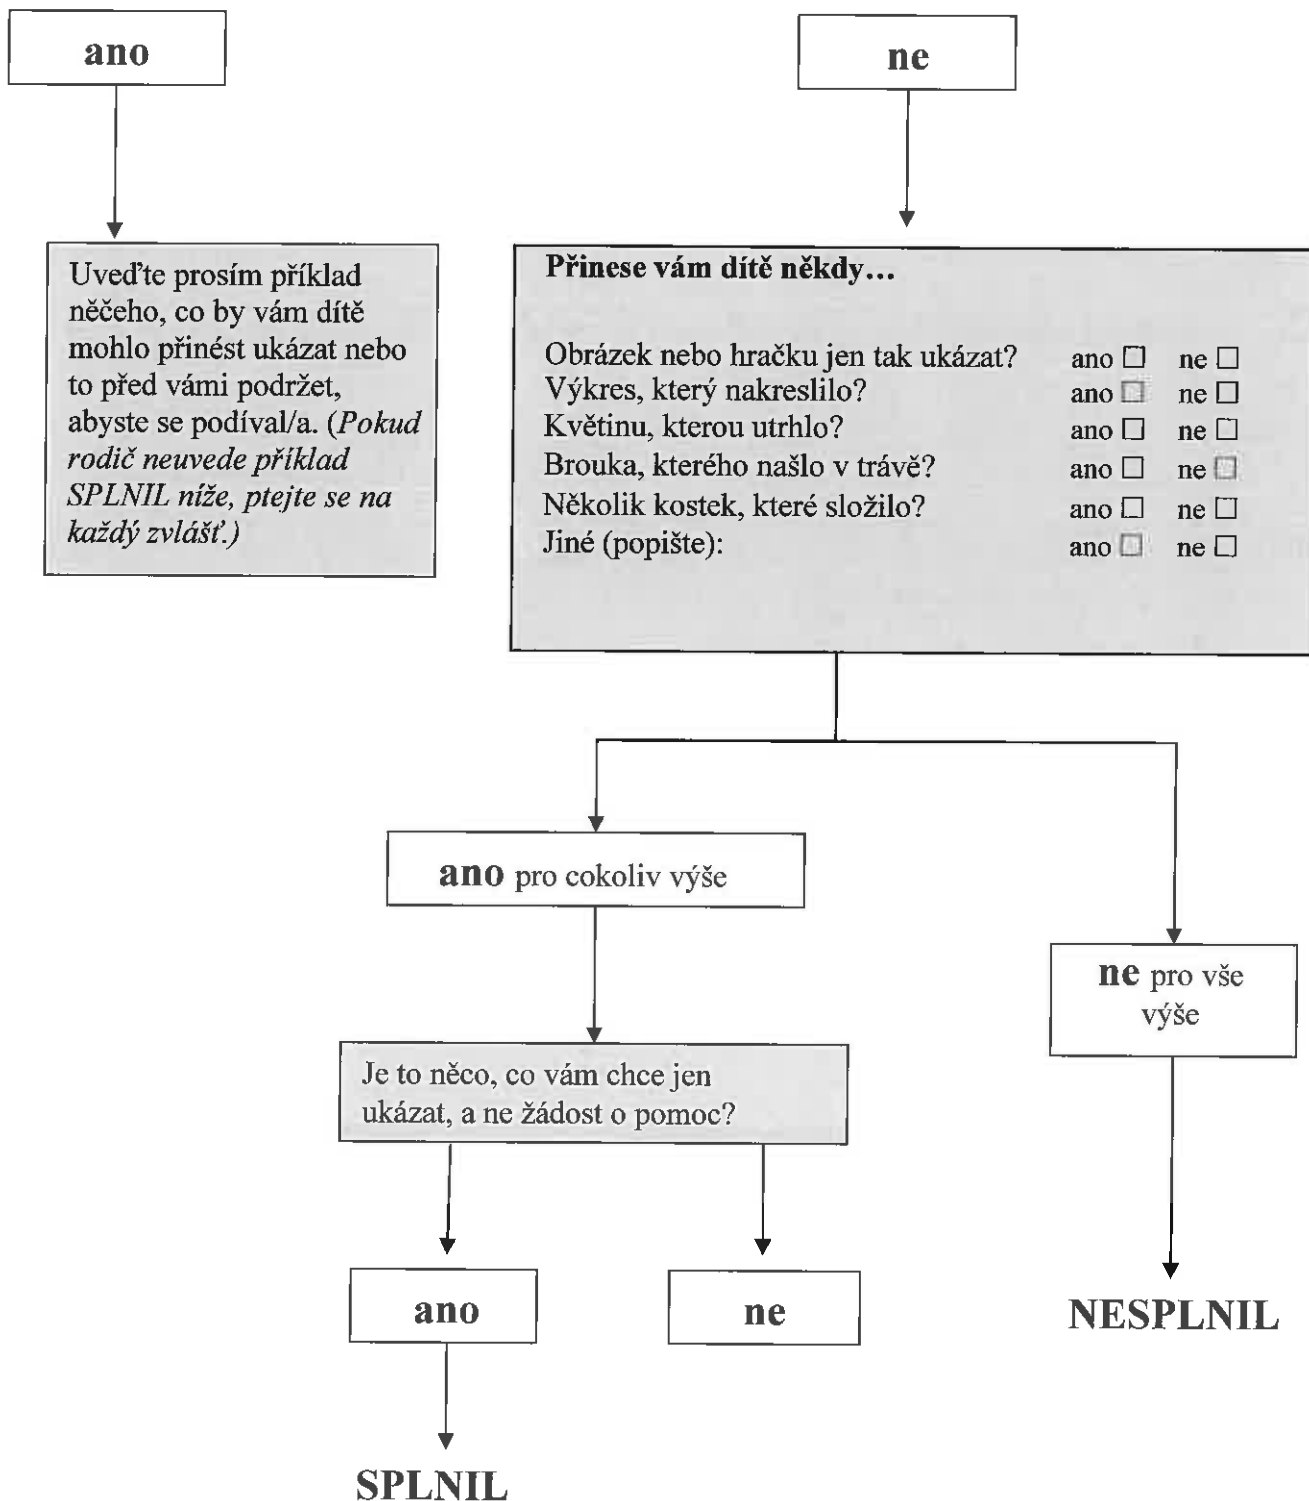 ano
ne
Uveďte prosím příklad
něčeho, co by vám dítě
mohlo přinést ukázat nebo
to před vámi podržet,
abyste se podíval/a. (Pokud
rodič neuvede příklad
SPLNIL níže, ptejte se na
každý zvlášť.)
Přinese vám dítě někdy…
Obrázek nebo hračku jen tak ukázat? ano ☐ ne ☐
Výkres, který nakreslilo? ano ☐ ne ☐
Květinu, kterou utrhlo? ano ☐ ne ☐
Brouka, kterého našlo v trávě? ano ☐ ne ☐
Několik kostek, které složilo? ano ☐ ne ☐
Jiné (popište): ano ☐ ne ☐
ano pro cokoliv výše
ne pro vše
výše
Je to něco, co vám chce jen
ukázat, a ne žádost o pomoc?
ano
ne
NESPLNIL
SPLNIL